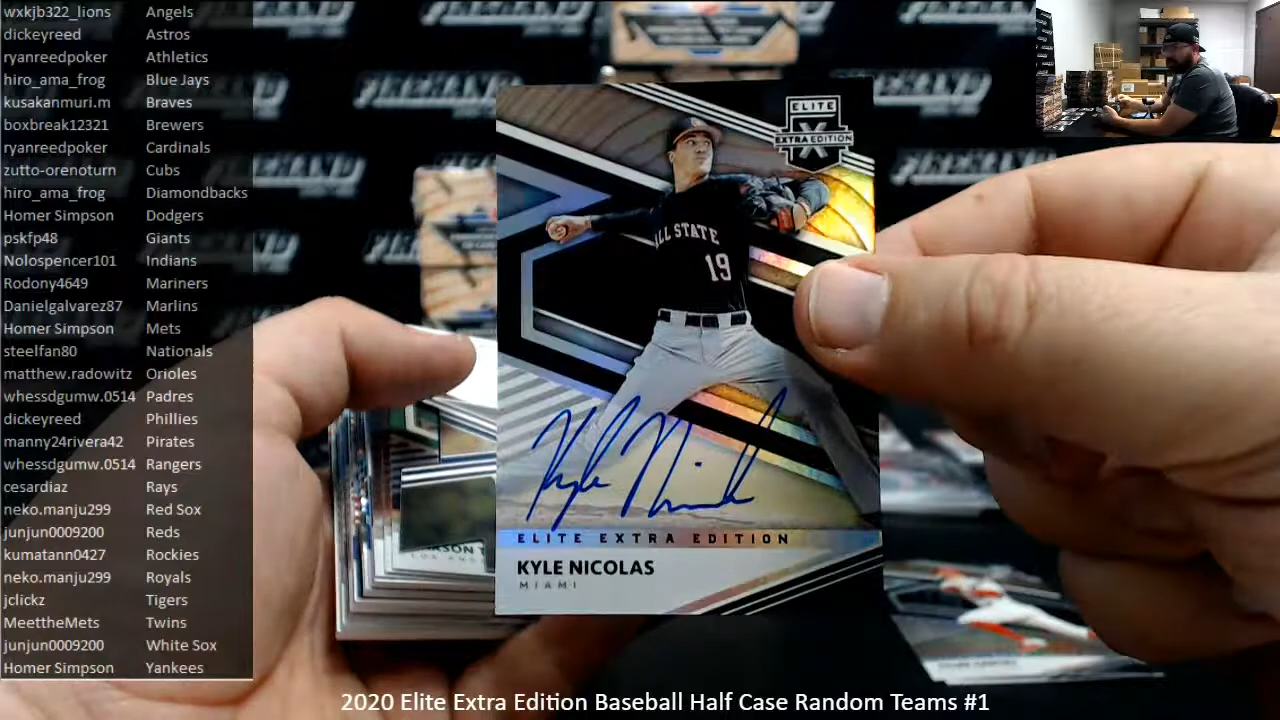 wxkjb322_lions Angels
dickeyreed Astros
ryanreedpoker Athletics
hiro_ama_frog Blue Jays
kusakanmuri.m Braves
boxbreak12321 Brewers
ryanreedpoker Cardinals
zutto-orenoturn Cubs
hiro_ama_frog Diamondbacks
Homer Simpson Dodgers
pskfp48 Giants
Nolospencer101 Indians
Rodony4649 Mariners
Danielgalvarez87 Marlins
Homer Simpson Mets
steelfan80 Nationals
matthew.radowitz Orioles
whessdgumw.0514 Padres
dickeyreed Phillies
manny24rivera42 Pirates
whessdgumw.0514 Rangers
cesardiaz Rays
neko.manju299 Red Sox
junjun0009200 Reds
kumatann0427 Rockies
neko.manju299 Royals
jclickz Tigers
MeettheMets Twins
junjun0009200 White Sox
Homer Simpson Yankees
ELITE
X
EXTRA EDITION
LL STATE
19
Kyle Nicolas
ELITE EXTRA EDITION
KYLE NICOLAS
MIAMI
2020 Elite Extra Edition Baseball Half Case Random Teams #1